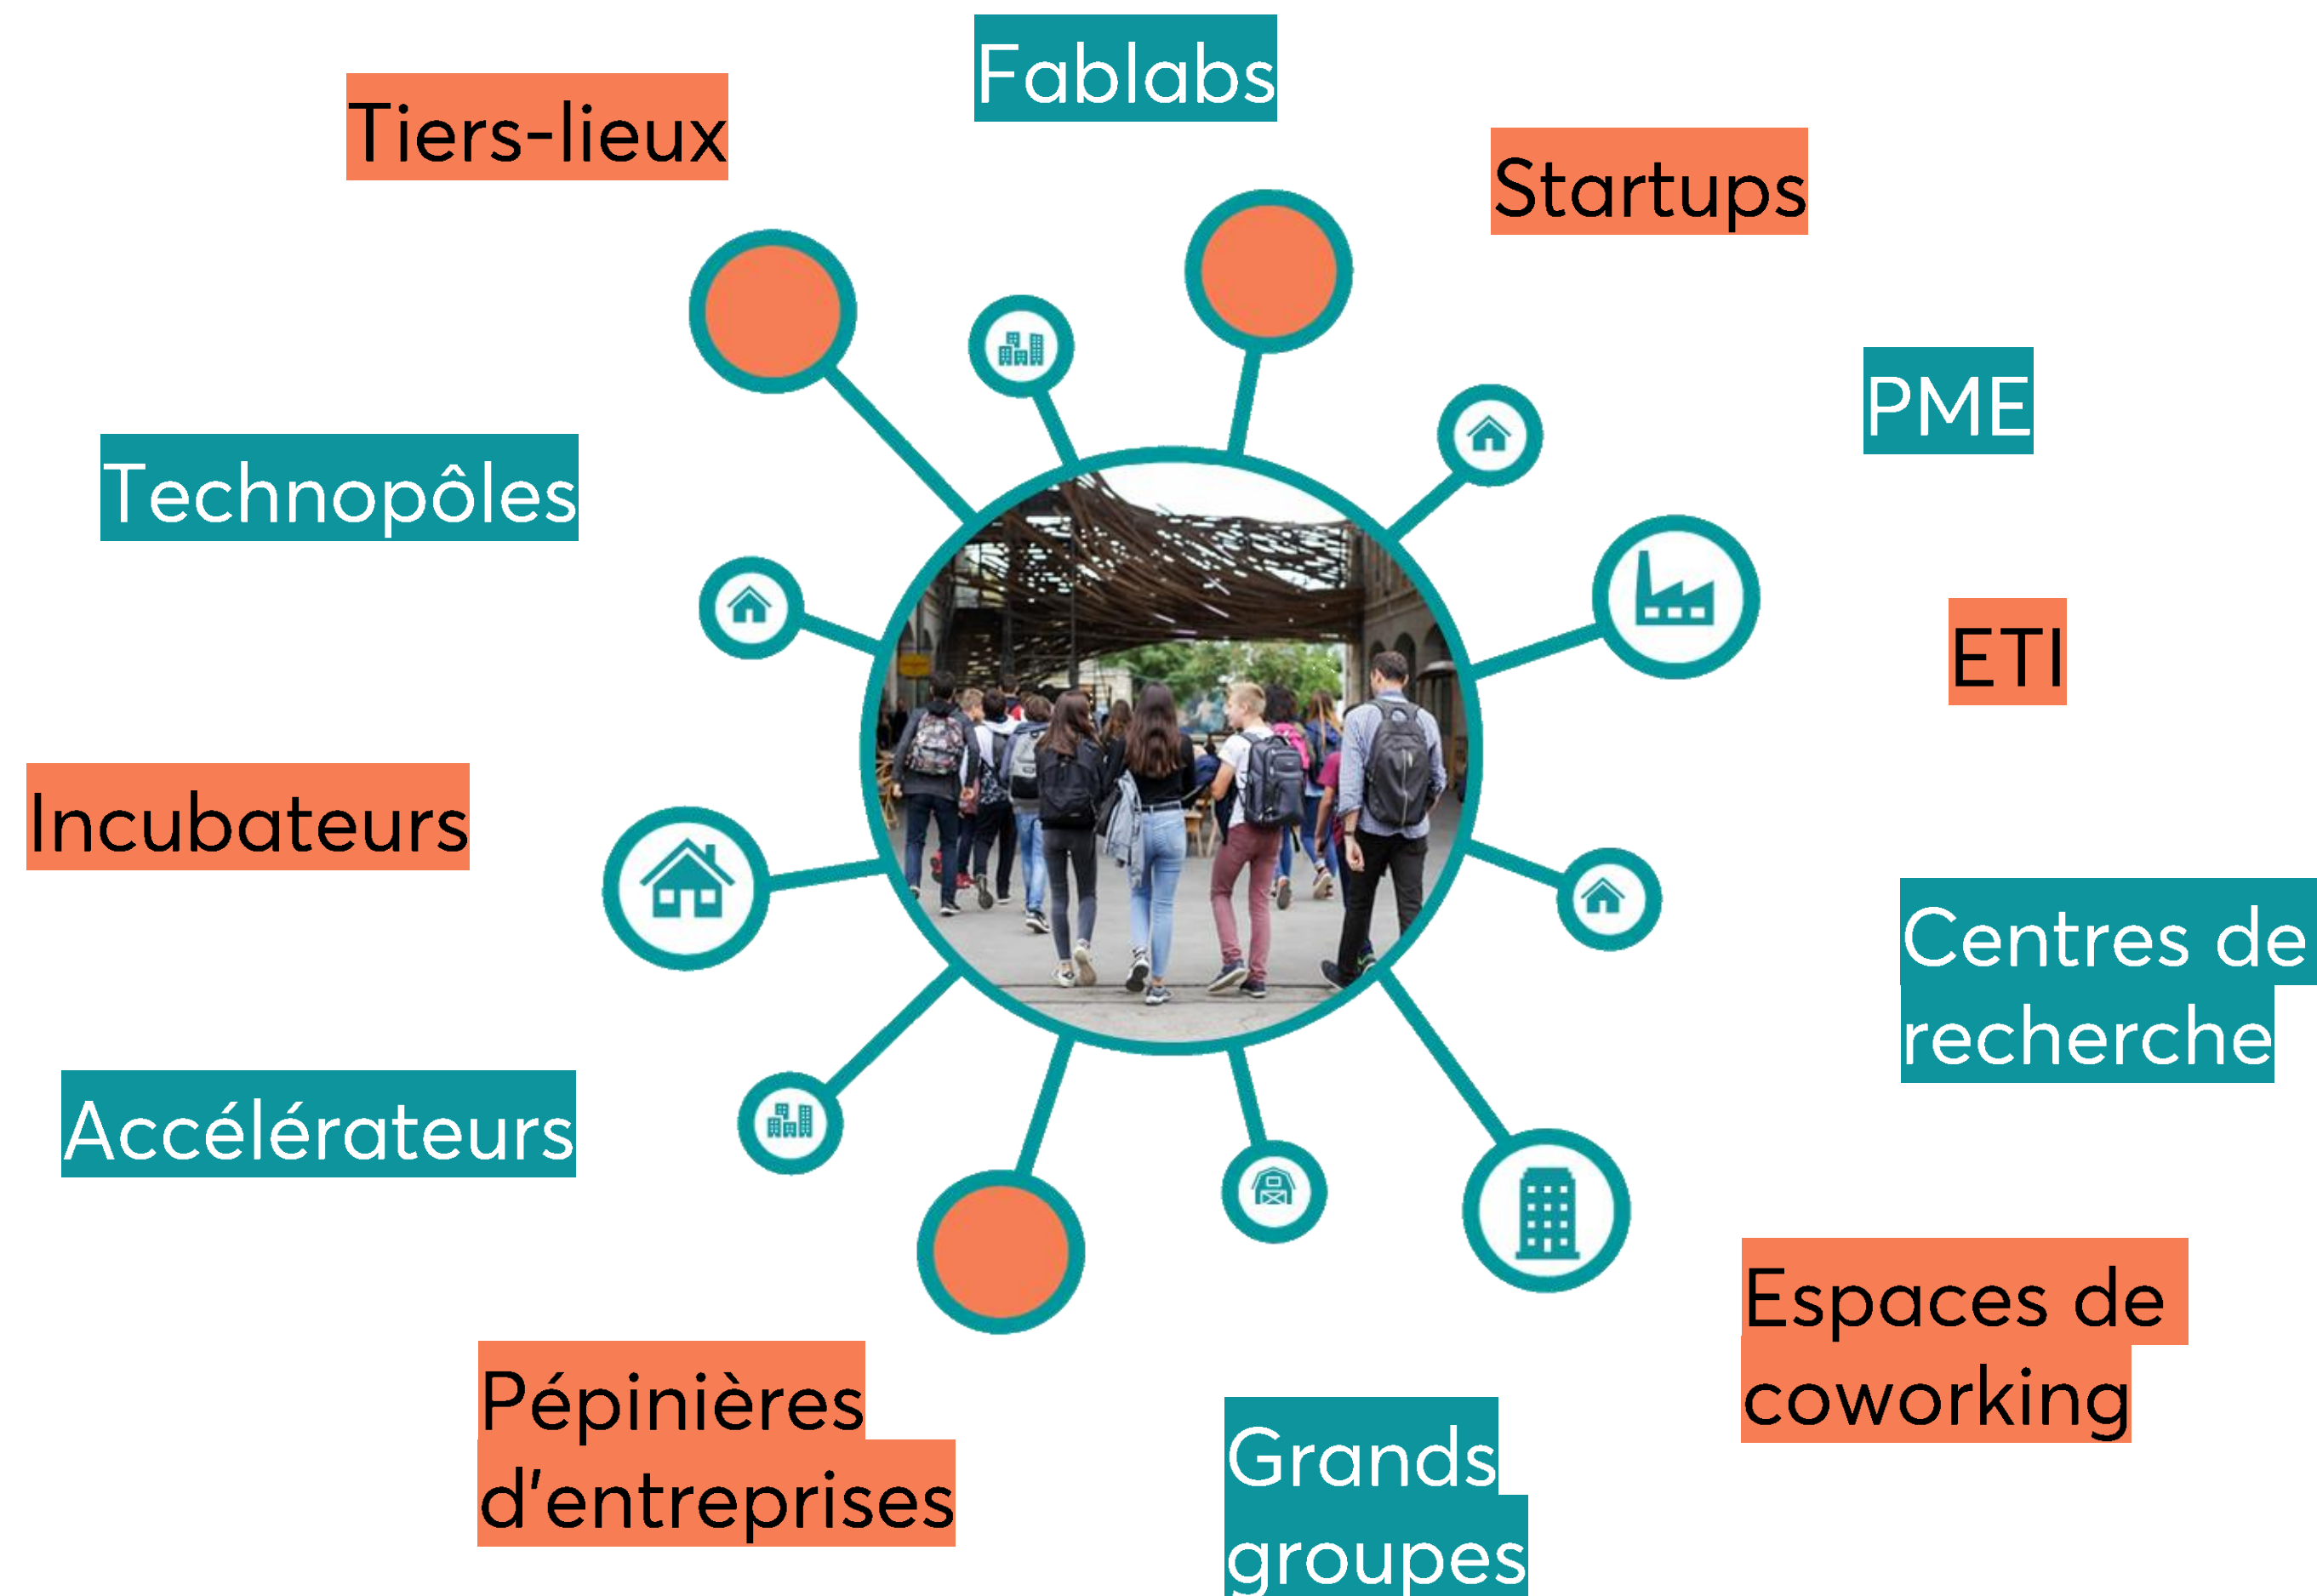 Fablabs
Tiers-lieux
Startups
PME
Technopôles
ETI
Incubateurs
Centres de
recherche
Accélérateurs
Espaces de
coworking
Pépinières
d'entreprises
Grands
groupes